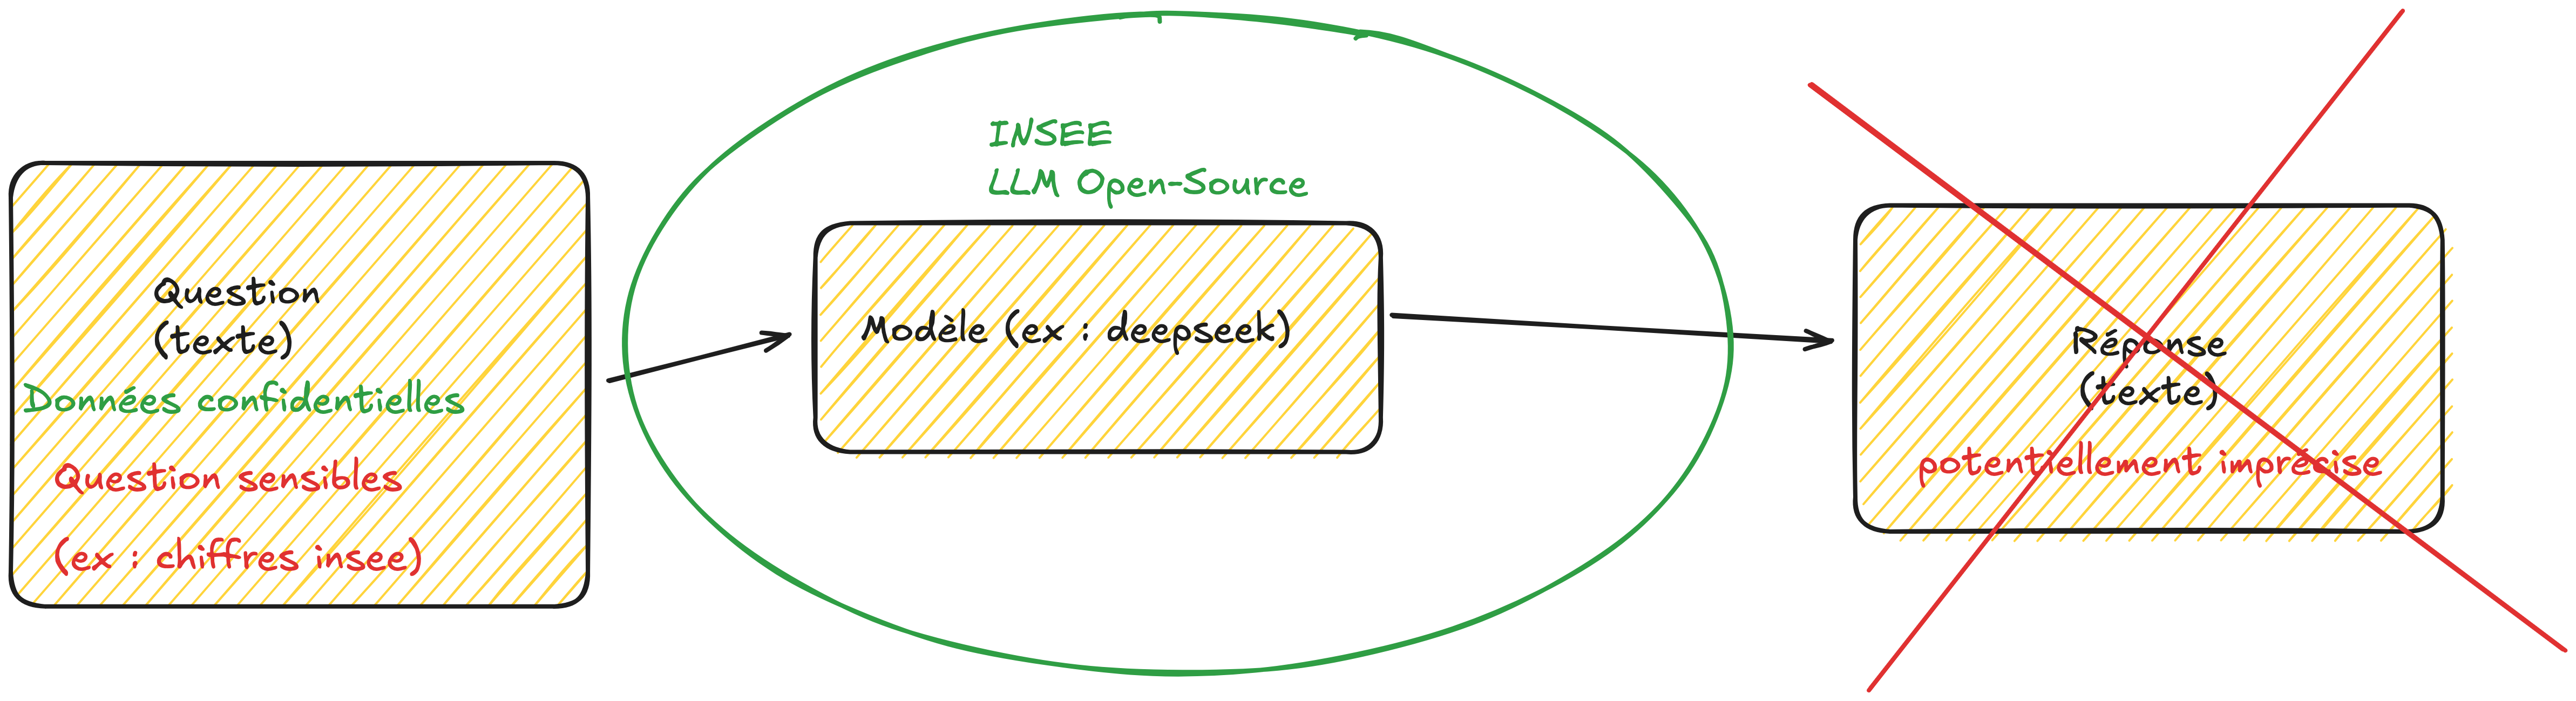 Question
(texte)
Données confidentielles
Question sensibles
(ex : chiffres insee)
INSEE
LLM Open-Source
Modèle (ex : deepseek)
Réponse
(texte)
potentiellement imprécise